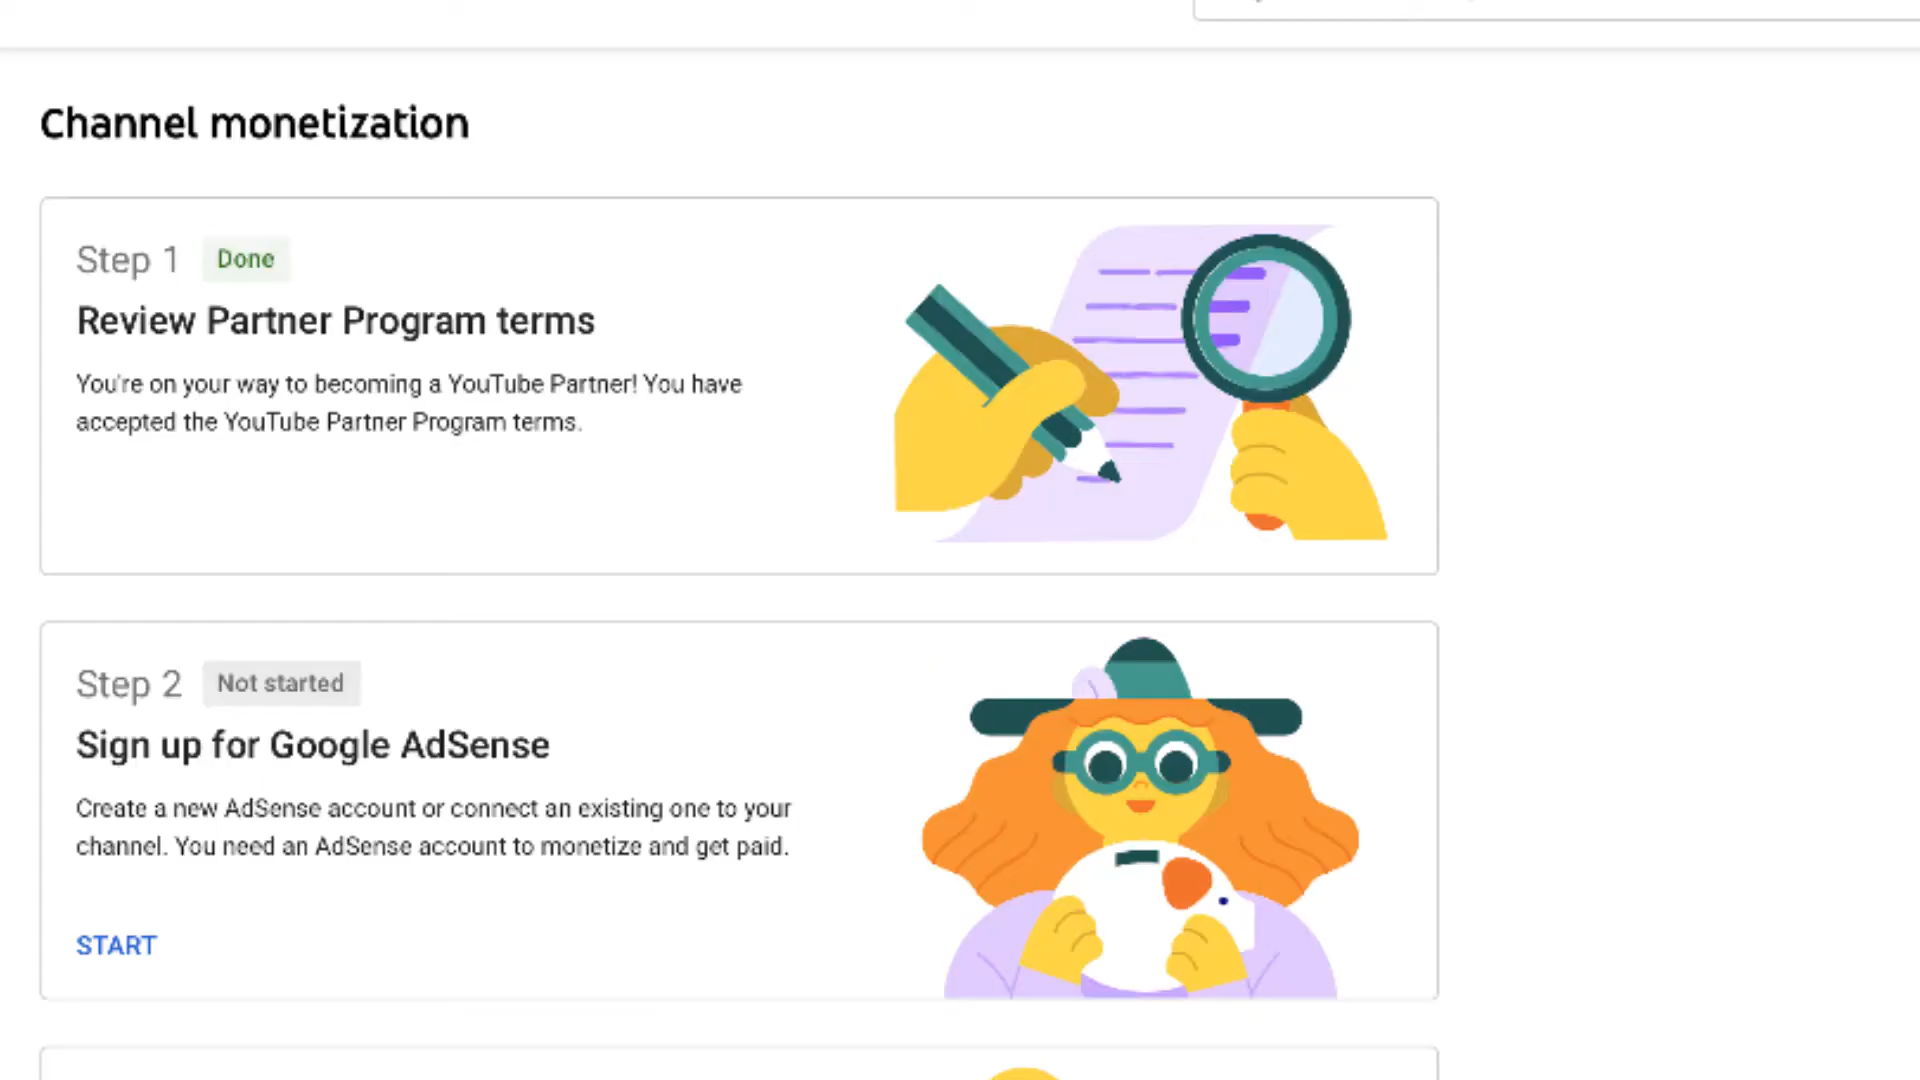 Channel monetization
Step 1 Done
Review Partner Program terms
You're on your way to becoming a YouTube Partner! You have
accepted the YouTube Partner Program terms.
Step 2 Not started
Sign up for Google AdSense
Create a new AdSense account or connect an existing one to your
channel. You need an AdSense account to monetize and get paid.
START